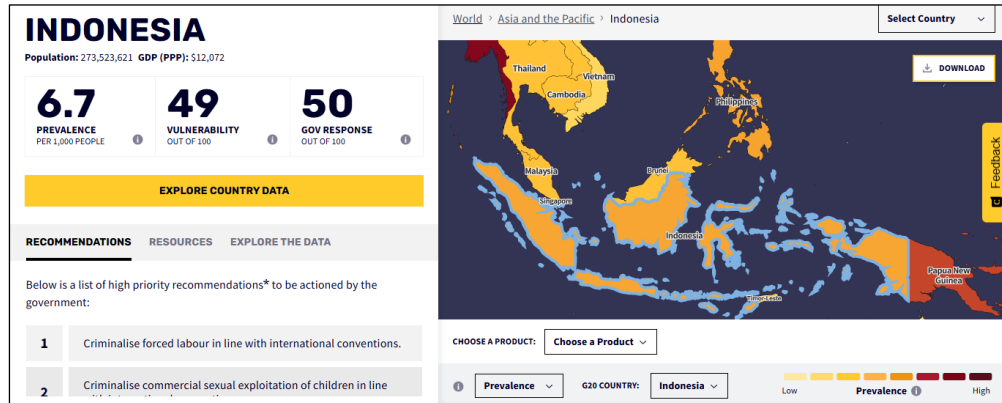 INDONESIA
Population: 273,523,621 GDP (PPP): $12,072
6.7
PREVALENCE
PER 1,000 PEOPLE
49
VULNERABILITY
OUT OF 100
50
GOV RESPONSE
OUT OF 100
EXPLORE COUNTRY DATA
RECOMMENDATIONS RESOURCES EXPLORE THE DATA
Below is a list of high priority recommendations* to be actioned by the
government:
1 Criminalise forced labour in line with international conventions.
2 Criminalise commercial sexual exploitation of children in line
World > Asia and the Pacific > Indonesia
Select Country
DOWNLOAD
Feedback
Thailand
Vietnam
Cambodia
Philippines
Malaysia
Brunei
Singapore
Indonesia
Papua New
Guinea
Timor-Leste
CHOOSE A PRODUCT: Choose a Product
Prevalence G20 COUNTRY: Indonesia
Low Prevalence High